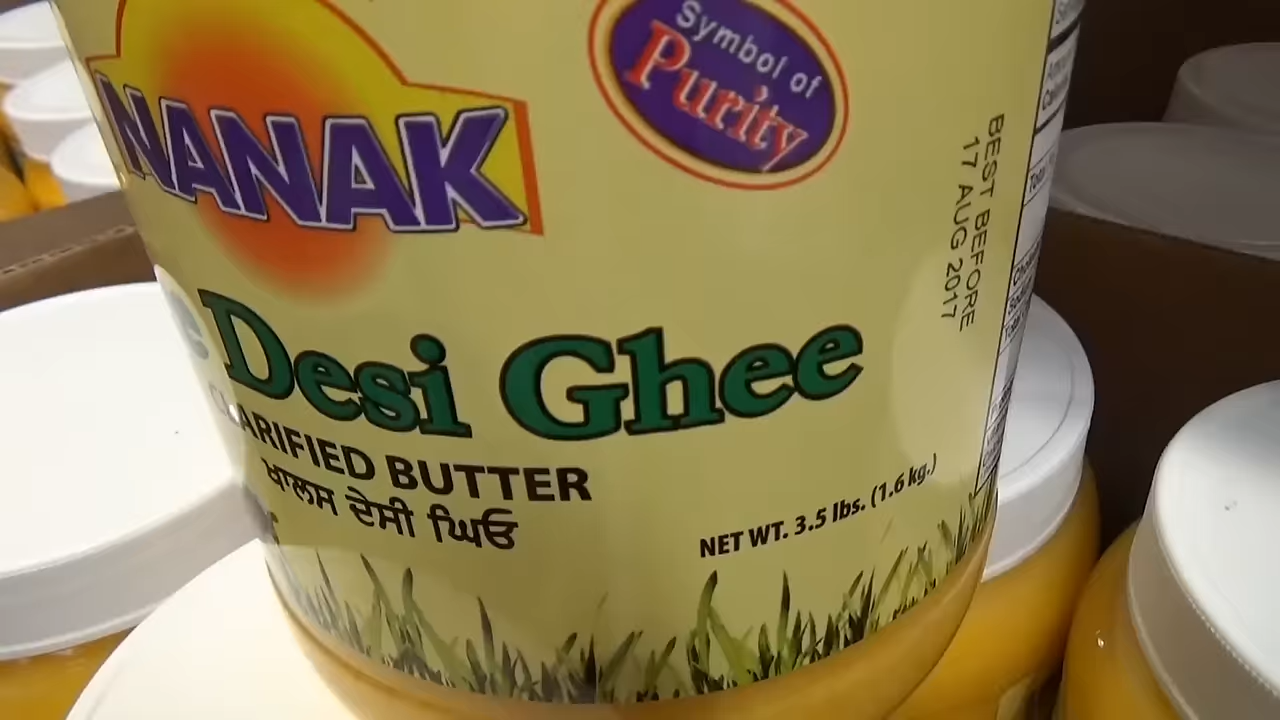 NANAK
Symbol of
Purity
BEST BEFORE
17 AUG 2017
Desi Ghee
CLARIFIED BUTTER
ਖਾਲਸ ਦੇਸੀ ਘਿਓ
NET WT. 3.5 lbs. (1.6 kg.)